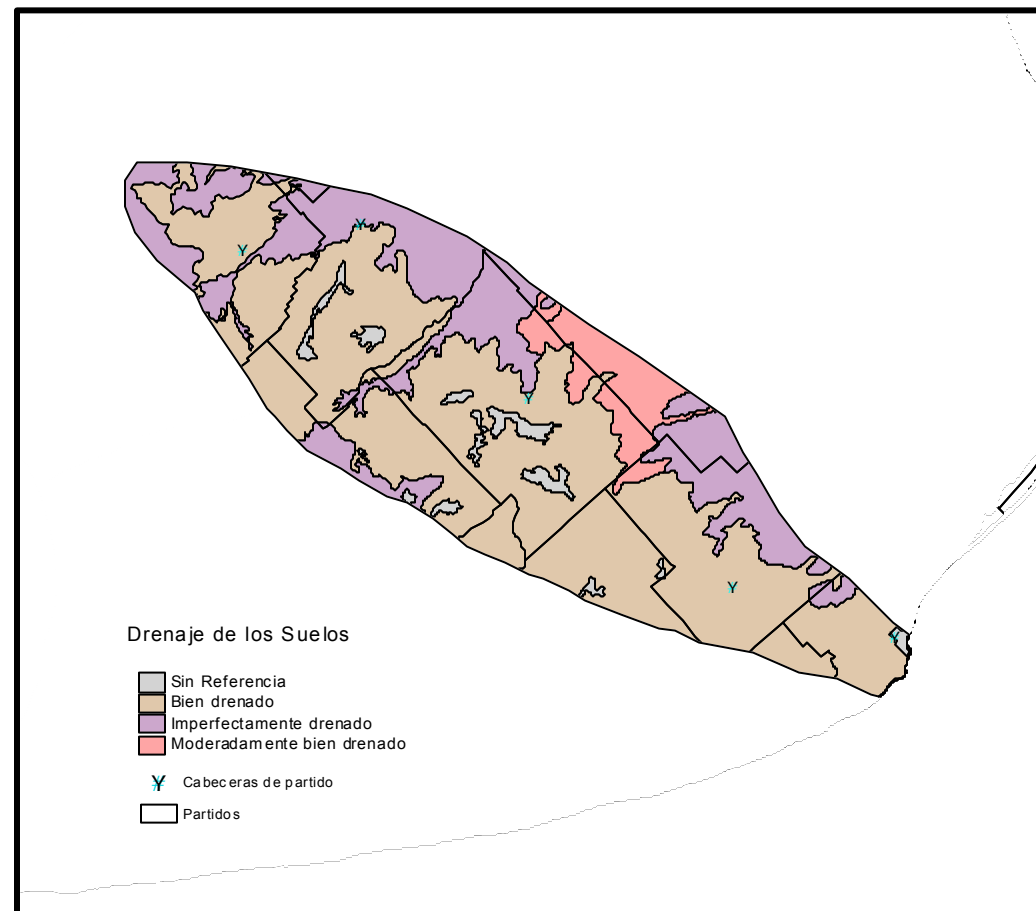 Drenaje de los Suelos
Sin Referencia
Bien drenado
Imperfectamente drenado
Moderadamente bien drenado
Cabeceras de partido
Partidos